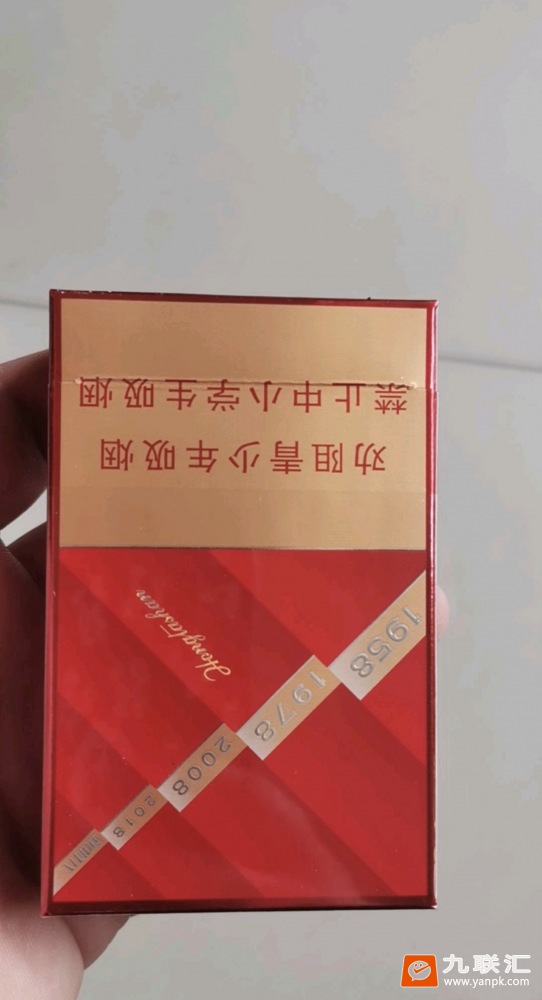 1958
1978
2008
2018
Hongtashan
劝阻青少年吸烟
禁止中小学生吸烟
九联汇
www.yanpk.com